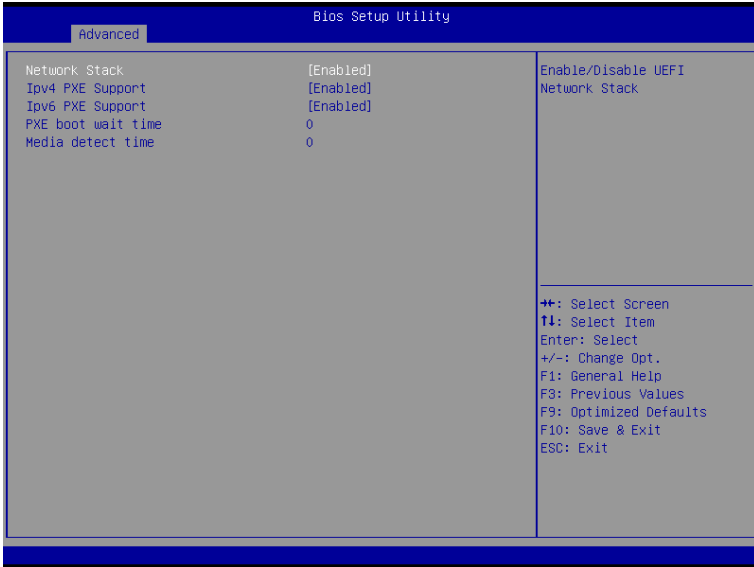 Bios Setup Utility
Advanced
Network Stack [Enabled]
Ipv4 PXE Support [Enabled]
Ipv6 PXE Support [Enabled]
PXE boot wait time 0
Media detect time 0
Enable/Disable UEFI
Network Stack
→←: Select Screen
↑↓: Select Item
Enter: Select
+/-: Change Opt.
F1: General Help
F3: Previous Values
F9: Optimized Defaults
F10: Save & Exit
ESC: Exit